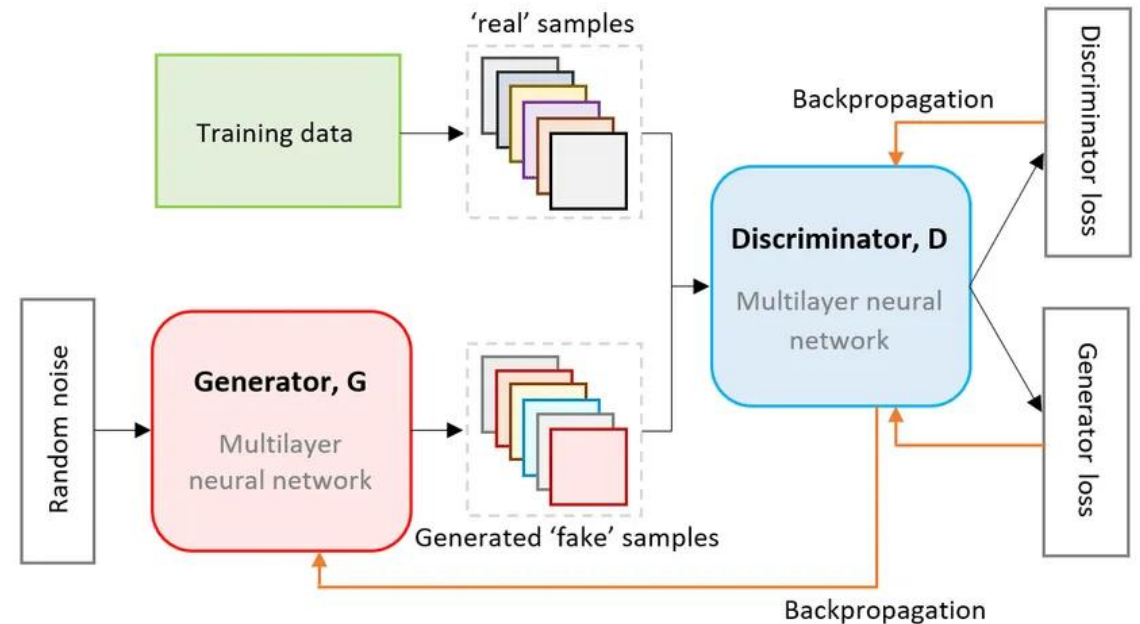 'real' samples
Training data
Backpropagation
Discriminator loss
Discriminator, D
Multilayer neural
network
Random noise
Generator, G
Multilayer
neural network
Generated 'fake' samples
Generator loss
Backpropagation